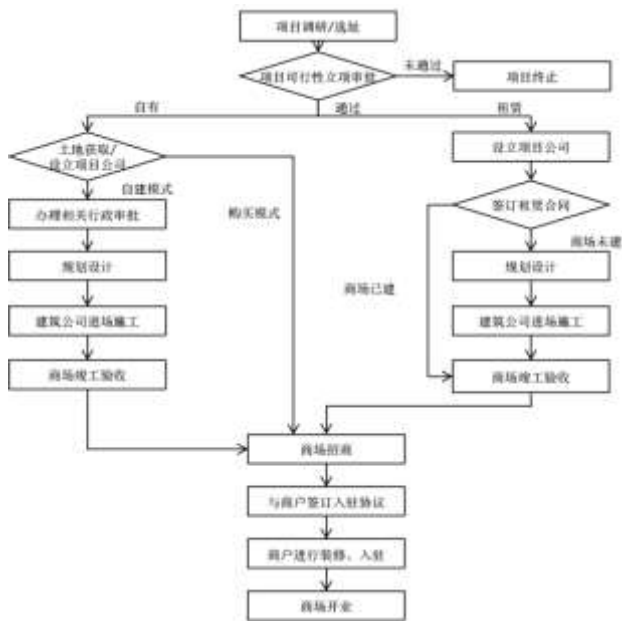 项目调研/选址
项目可行性立项审批
未通过
项目终止
自有
通过
租赁
土地获取/
设立项目公司
设立项目公司
自建模式
购买模式
办理相关行政审批
签订租赁合同
商场未建
规划设计
规划设计
商场已建
建筑公司进场施工
建筑公司进场施工
商场竣工验收
商场竣工验收
商场招商
与商户签订入驻协议
商户进行装修、入驻
商场开业